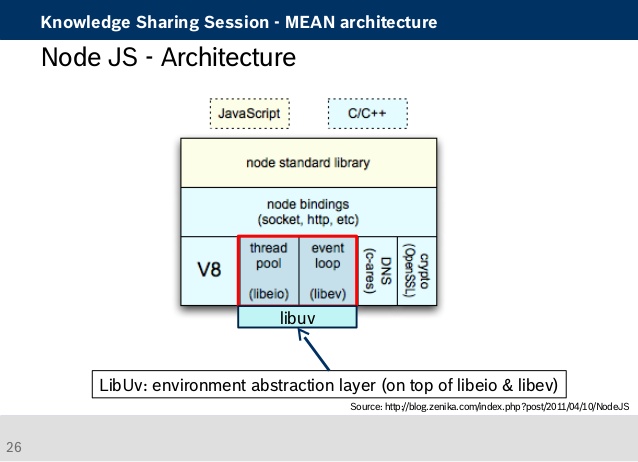 Knowledge Sharing Session - MEAN architecture
Node JS - Architecture
JavaScript
C/C++
node standard library
node bindings
(socket, http, etc)
V8
thread
pool
(libeio)
event
loop
(libev)
DNS
(c-ares)
crypto
(OpenSSL)
libuv
LibUv: environment abstraction layer (on top of libeio & libev)
Source: http://blog.zenika.com/index.php?post/2011/04/10/NodeJS
26